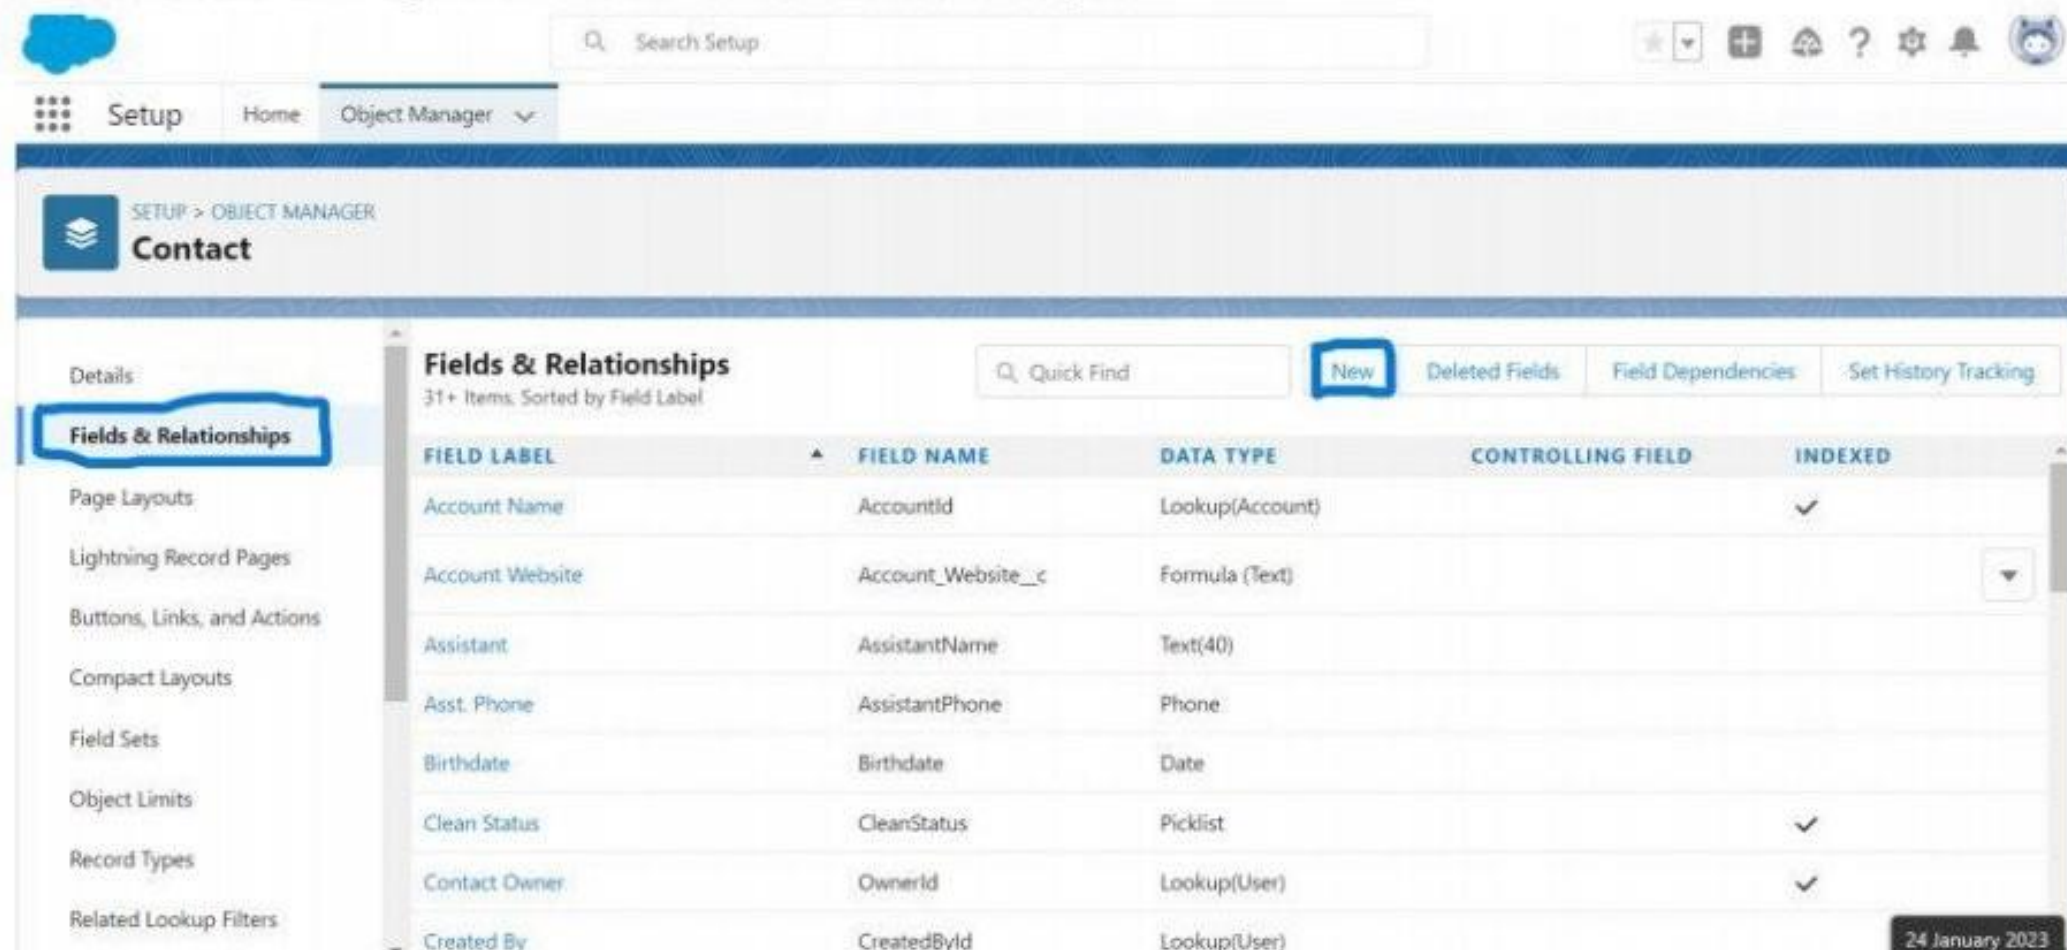 Search Setup
Setup Home Object Manager
SETUP > OBJECT MANAGER
Contact
Details
Fields & Relationships
Page Layouts
Lightning Record Pages
Buttons, Links, and Actions
Compact Layouts
Field Sets
Object Limits
Record Types
Related Lookup Filters
Fields & Relationships
31+ Items, Sorted by Field Label
Quick Find New Deleted Fields Field Dependencies Set History Tracking
FIELD LABEL FIELD NAME DATA TYPE CONTROLLING FIELD INDEXED
Account Name AccountId Lookup(Account)
Account Website Account_Website__c Formula (Text)
Assistant AssistantName Text(40)
Asst. Phone AssistantPhone Phone
Birthdate Birthdate Date
Clean Status CleanStatus Picklist
Contact Owner OwnerId Lookup(User)
Created By CreatedById Lookup(User)
24 January 2023